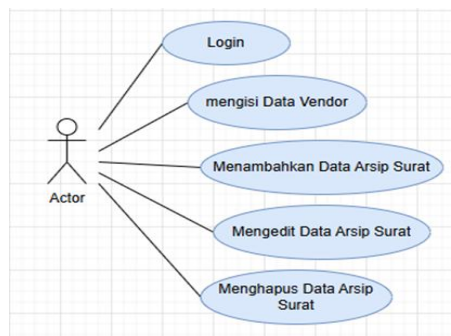 Login
mengisi Data Vendor
Menambahkan Data Arsip Surat
Actor
Mengedit Data Arsip Surat
Menghapus Data Arsip
Surat